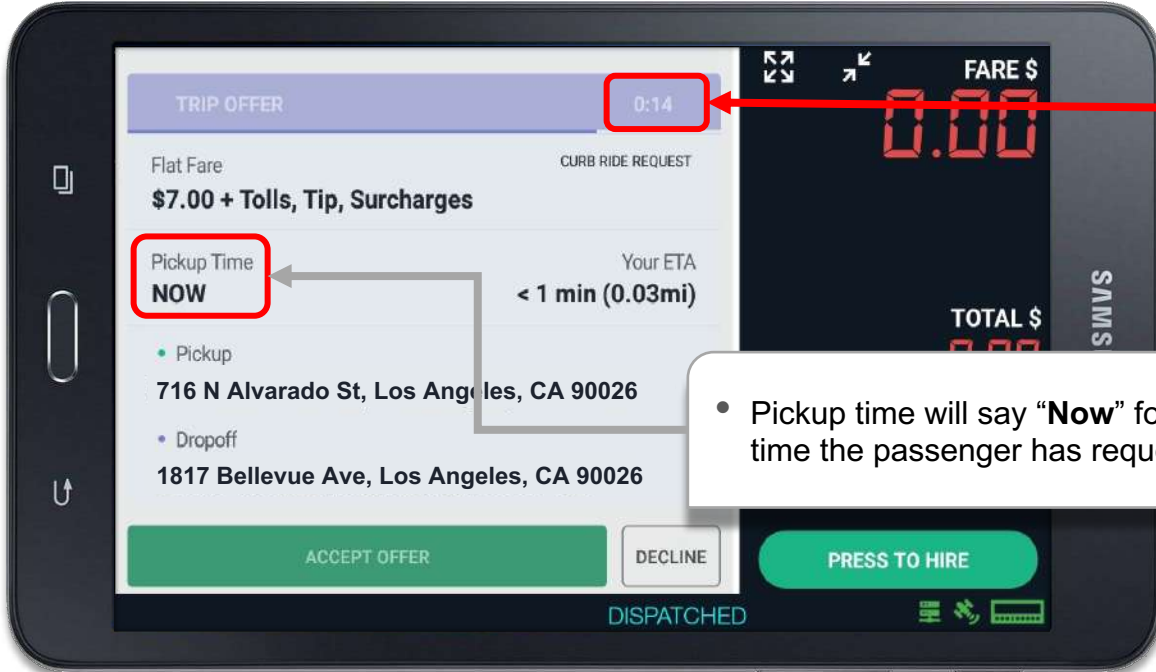 TRIP OFFER 0:14
Flat Fare CURB RIDE REQUEST
$7.00 + Tolls, Tip, Surcharges
Pickup Time Your ETA
NOW < 1 min (0.03mi)
• Pickup
716 N Alvarado St, Los Angeles, CA 90026
• Dropoff
1817 Bellevue Ave, Los Angeles, CA 90026
ACCEPT OFFER DECLINE
DISPATCHED
FARE $
0.00
TOTAL $
• Pickup time will say “Now”
time the passenger has
PRESS TO HIRE